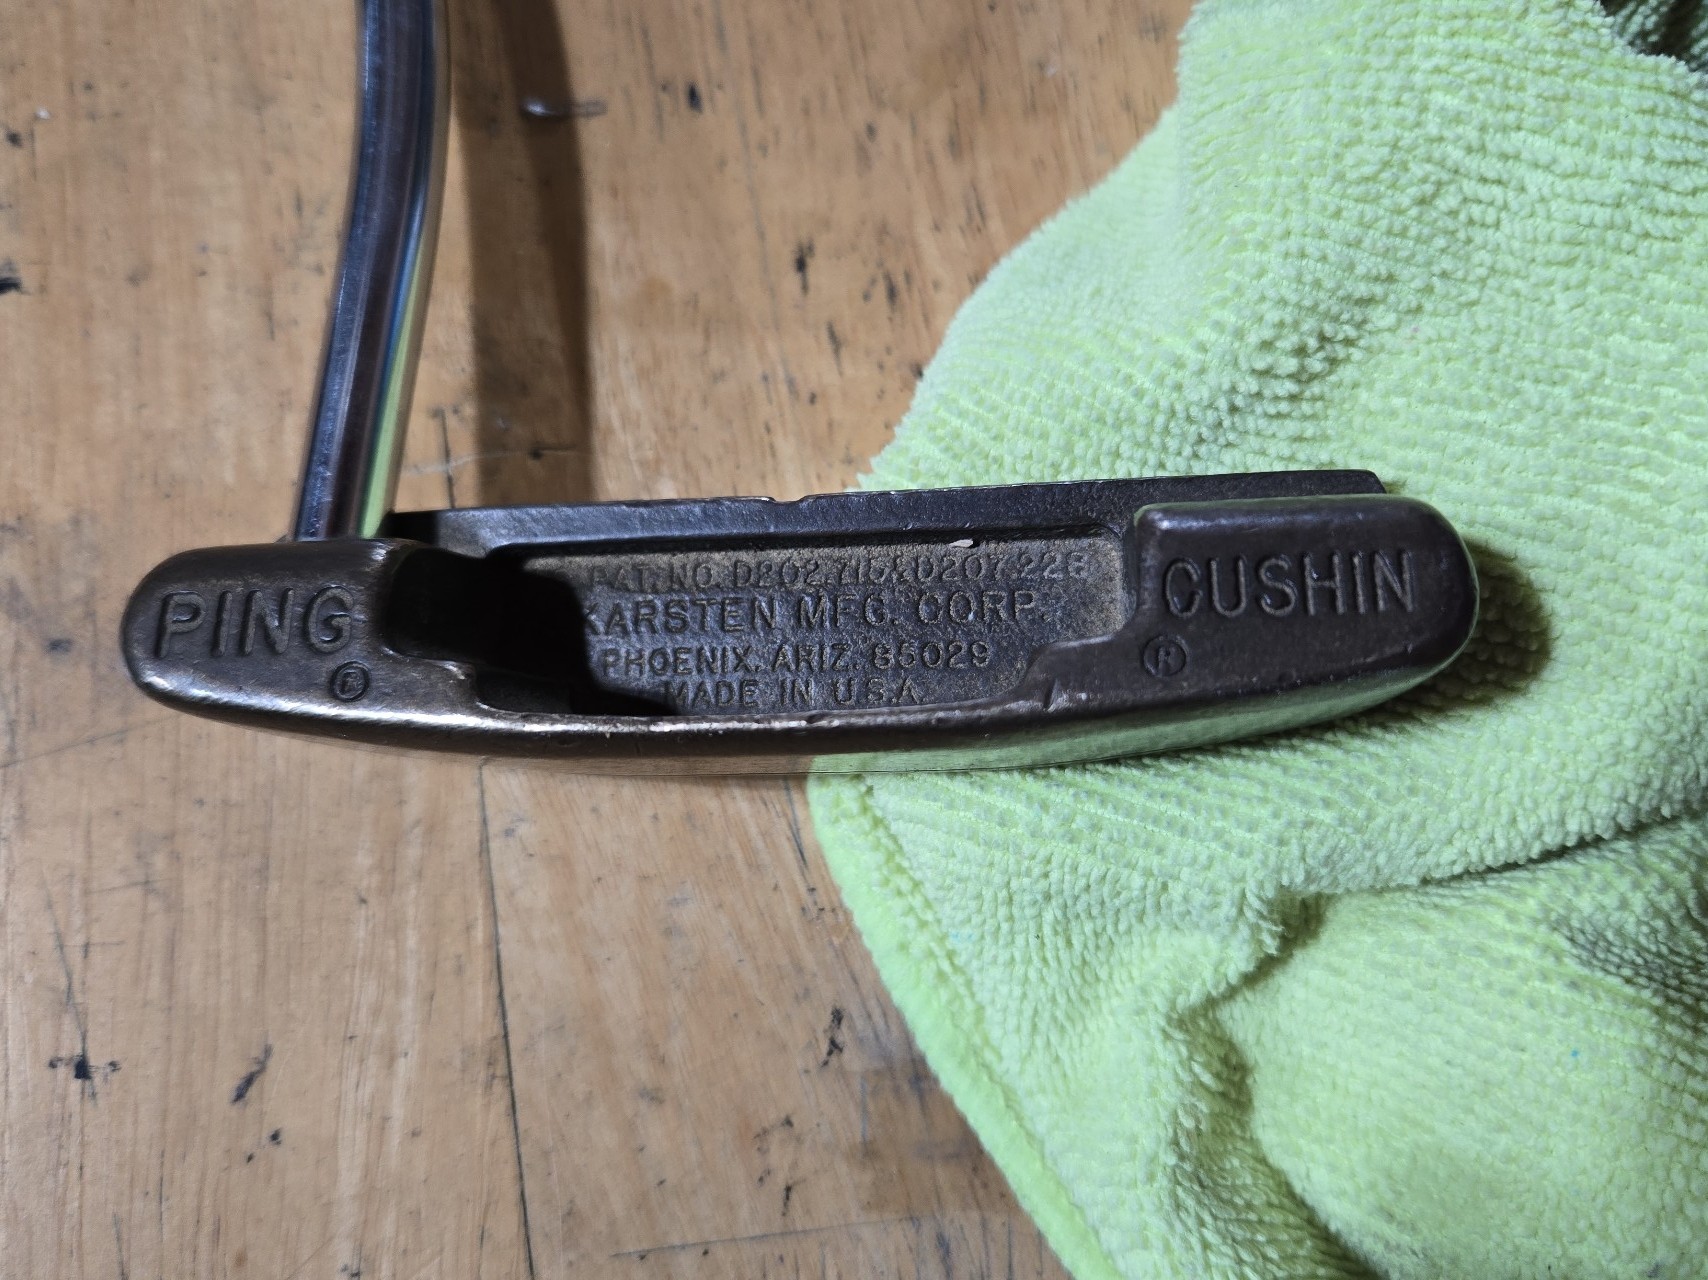 PING
®
PAT. NO. D202,715&D207,228
KARSTEN MFG. CORP.
PHOENIX, ARIZ. 85029
MADE IN U.S.A.
CUSHIN
®